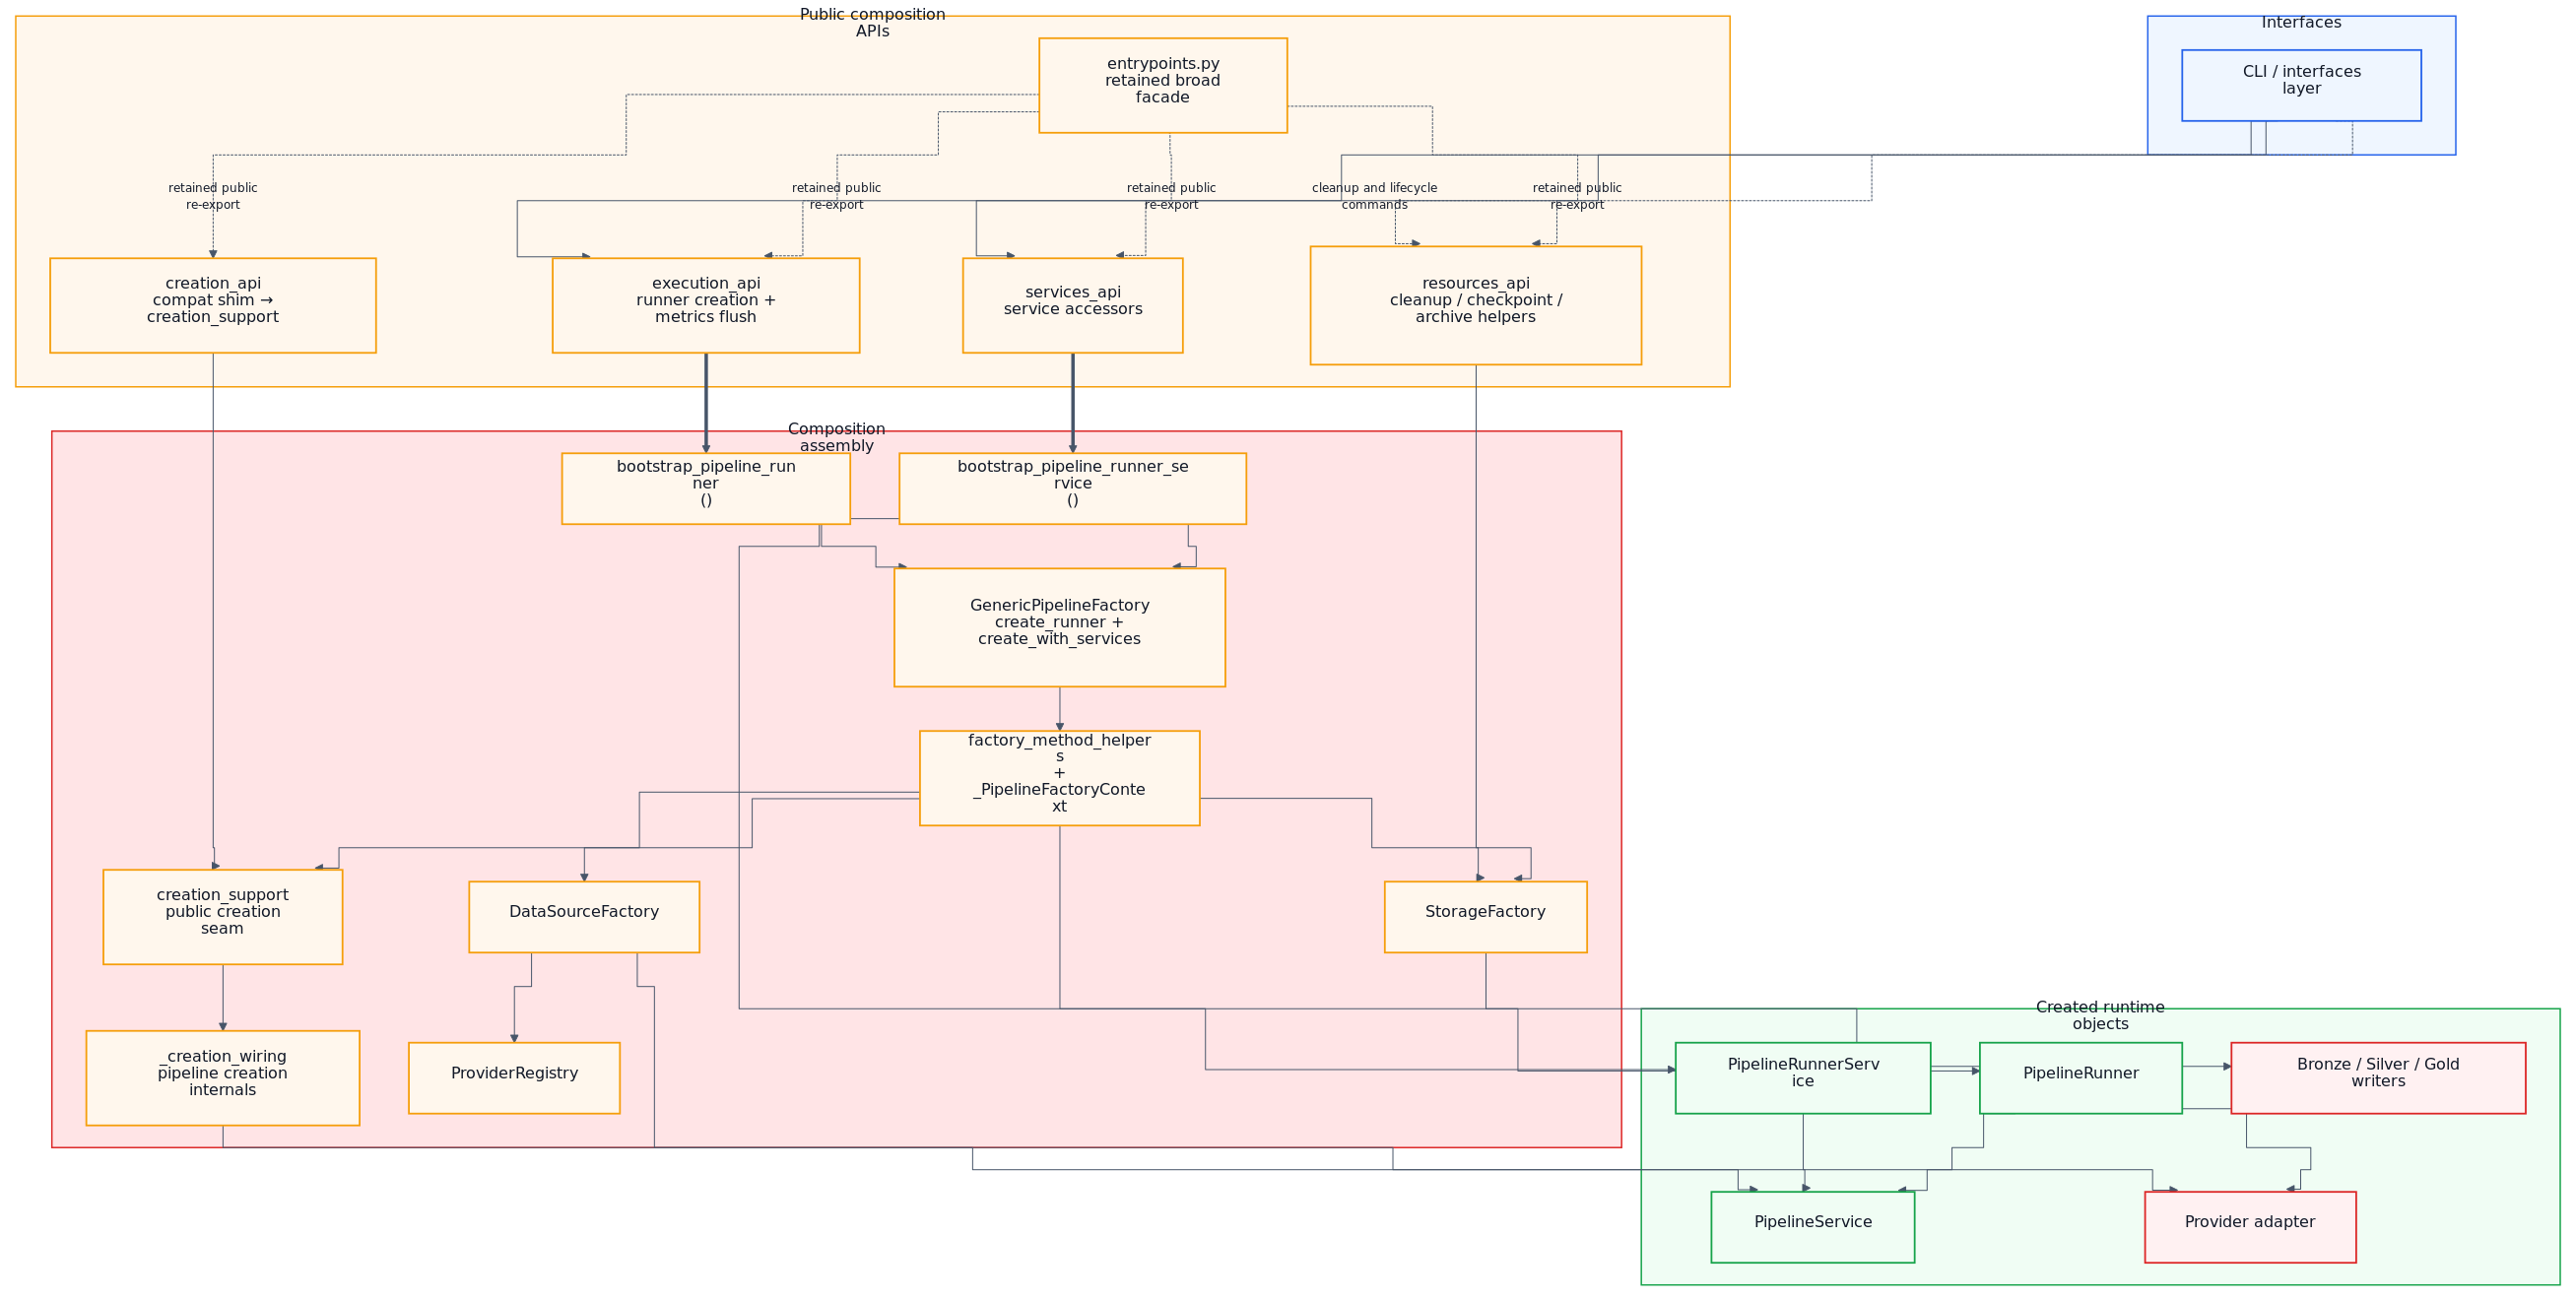 Public composition
APIs
Interfaces
entrypoints.py
retained broad
facade
CLI / interfaces
layer
retained public
re-export
retained public
re-export
retained public
re-export
cleanup and lifecycle
commands
retained public
re-export
creation_api
compat shim →
creation_support
execution_api
runner creation +
metrics flush
services_api
service accessors
resources_api
cleanup / checkpoint /
archive helpers
Composition
assembly
bootstrap_pipeline_run
ner
()
bootstrap_pipeline_runner_se
rvice
()
GenericPipelineFactory
create_runner +
create_with_services
factory_method_helper
s
+
_PipelineFactoryConte
xt
creation_support
public creation
seam
DataSourceFactory
StorageFactory
_creation_wiring
pipeline creation
internals
ProviderRegistry
Created runtime
objects
PipelineRunnerServ
ice
PipelineRunner
Bronze / Silver / Gold
writers
PipelineService
Provider adapter